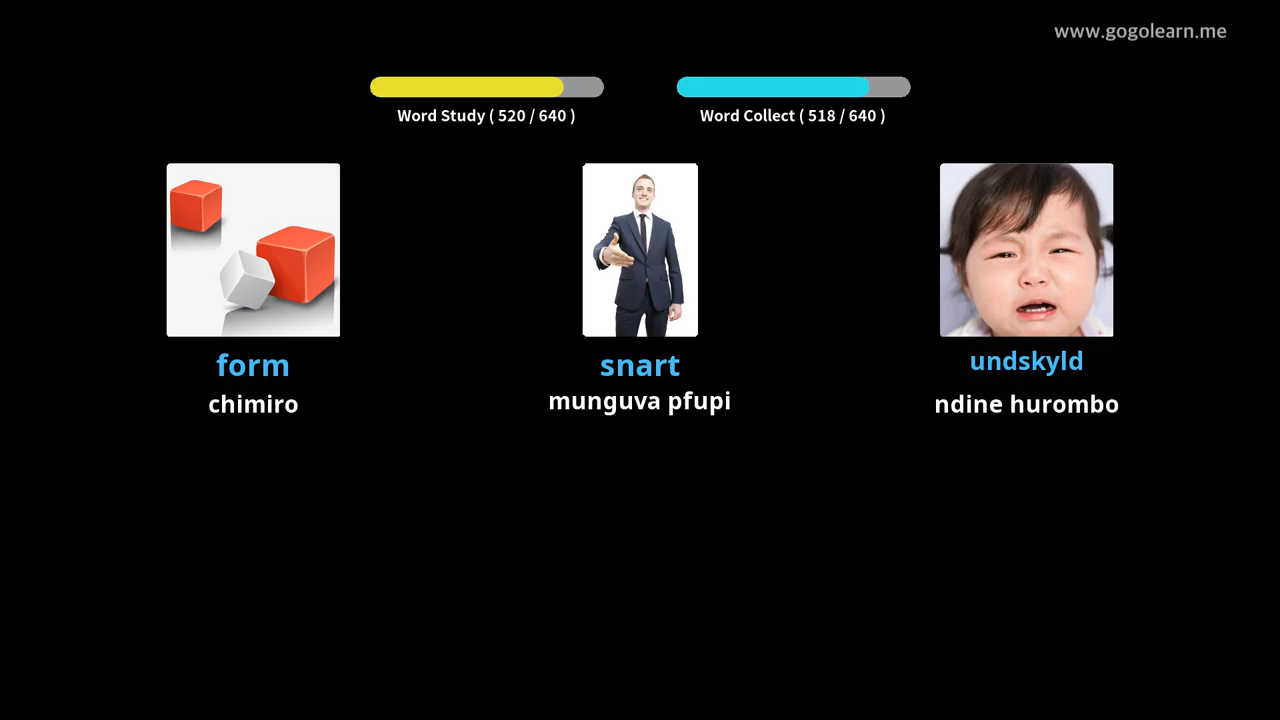 www.gogolearn.me
Word Study ( 520 / 640 )
Word Collect ( 518 / 640 )
form
snart
undskyld
chimiro
munguva pfupi
ndine hurombo